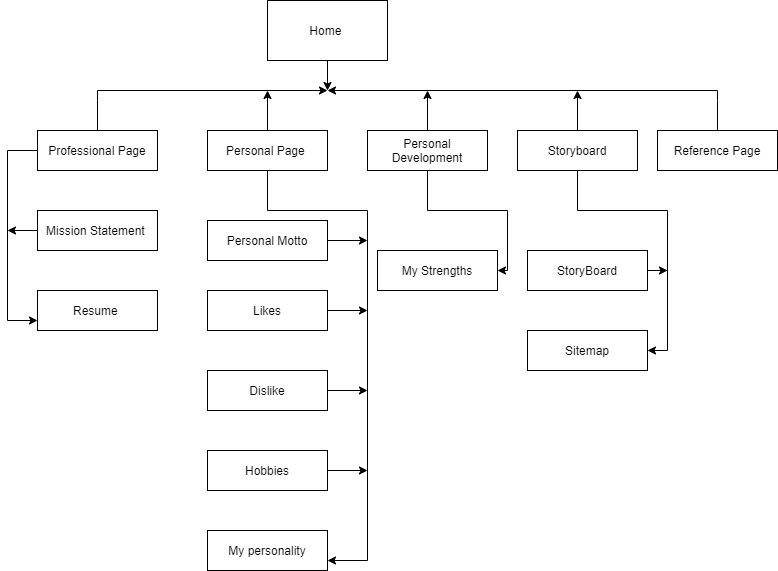 Home
Professional Page
Personal Page
Personal
Development
Storyboard
Reference Page
Mission Statement
Resume
Personal Motto
Likes
Dislike
Hobbies
My personality
My Strengths
StoryBoard
Sitemap